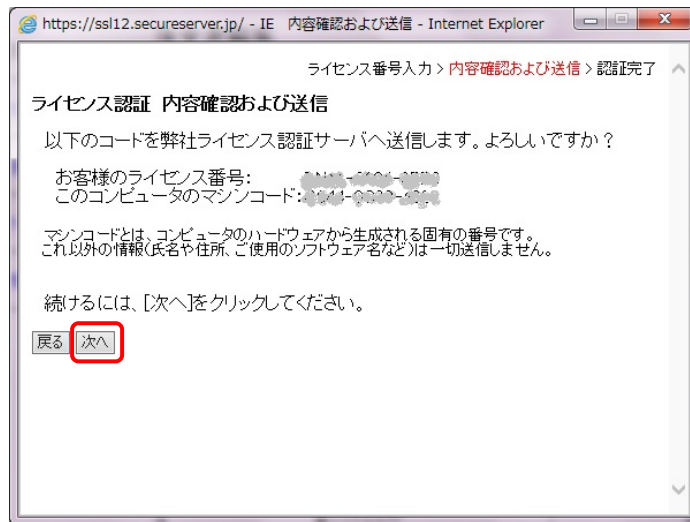 https://ssl12.secureserver.jp/ - IE 内容確認および送信 - Internet Explorer
ライセンス番号入力 > 内容確認および送信 > 認証完了
ライセンス認証 内容確認および送信
以下のコードを弊社ライセンス認証サーバへ送信します。よろしいですか？
お客様のライセンス番号:
このコンピュータのマシンコード:
マシンコードとは、コンピュータのハードウェアから生成される固有の番号です。
これ以外の情報(氏名や住所、ご使用のソフトウェア名など)は一切送信しません。
続けるには、[次へ]をクリックしてください。
戻る 次へ